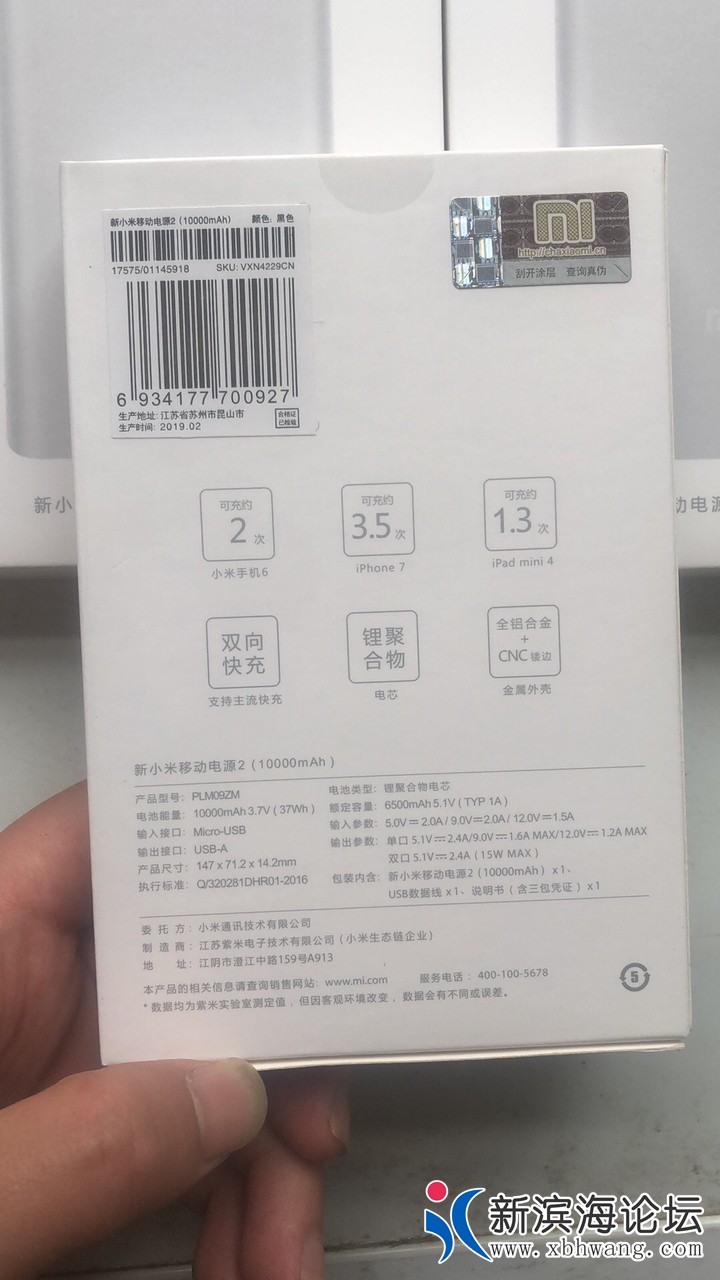 新小米移动电源2（10000mAh） 颜色：黑色
17575/01145918 SKU: VXN4229CN
6 934177 700927
生产地址: 江苏省苏州市昆山市
生产时间: 2019.02
合格证
已检验
MI
http://chaxiaomi.cn
刮开涂层 查询真伪
新小
动电源
可充约
2 次
小米手机6
可充约
3.5 次
iPhone 7
可充约
1.3 次
iPad mini 4
双向
快充
支持主流快充
锂聚
合物
电芯
全铝合金
+
CNC 镂边
金属外壳
新小米移动电源2（10000mAh）
产品型号: PLM09ZM
电池能量: 10000mAh 3.7V（37Wh）
输入接口: Micro-USB
输出接口: USB-A
产品尺寸: 147 x 71.2 x 14.2mm
执行标准: Q/320281DHR01-2016
电池类型: 锂聚合物电芯
额定容量: 6500mAh 5.1V（TYP 1A）
输入参数: 5.0V⎓2.0A / 9.0V⎓2.0A / 12.0V⎓1.5A
输出参数: 单口 5.1V⎓2.4A/9.0V⎓1.6A MAX/12.0V⎓1.2A MAX
双口 5.1V⎓2.4A（15W MAX）
包装内含: 新小米移动电源2（10000mAh）x1、
USB数据线 x1、说明书（含三包凭证）x1
委托方: 小米通讯技术有限公司
制造商: 江苏紫米电子技术有限公司（小米生态链企业）
地址: 江阴市澄江中路159号A913
本产品的相关信息请查询销售网站: www.mi.com 服务电话: 400-100-5678
*数据均为紫米实验室测定值，但因客观环境改变，数据会有不同或误差。
5
新滨海论坛
www.xbhwang.com